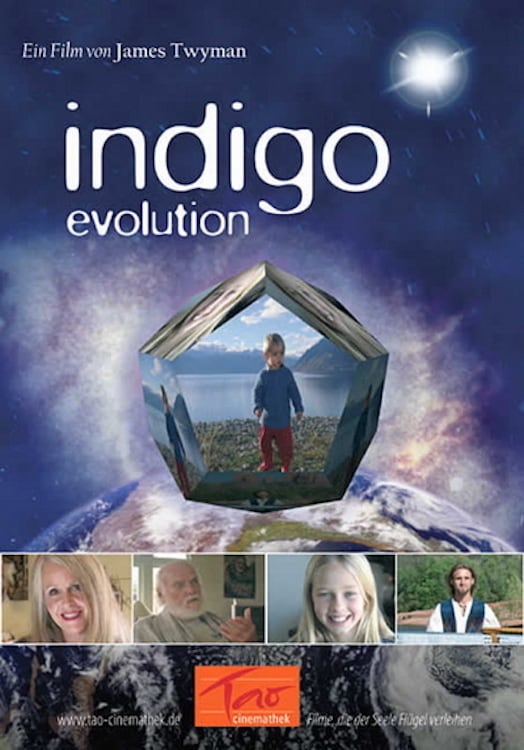 Ein Film von James Twyman
indigo
evolution
www.tao-cinemathek.de
Tao
cinemathek
Filme, die der Seele Flügel verleihen